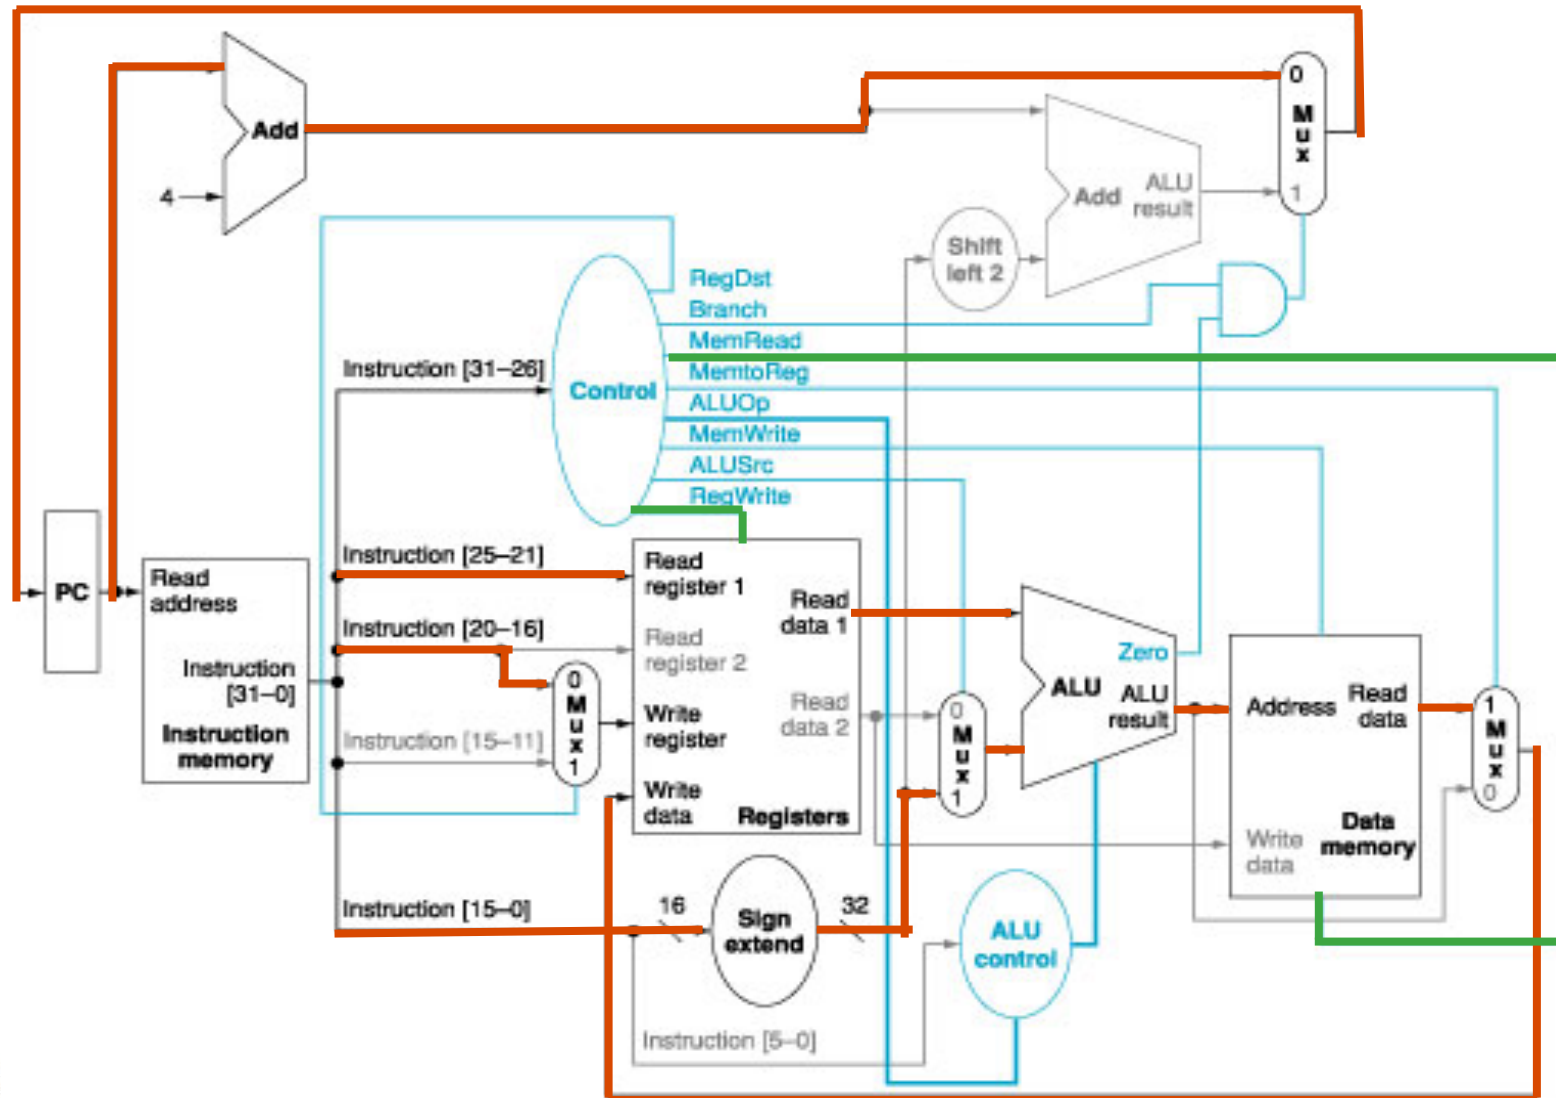 0
M
u
x
1
Add
4
Add
ALU
result
Shift
left 2
RegDst
Branch
MemRead
MemtoReg
ALUOp
MemWrite
ALUSrc
RegWrite
Control
Instruction [31–26]
Instruction [25–21]
Instruction [20–16]
Instruction [15–11]
Instruction [15–0]
PC
Read
address
Instruction
[31–0]
Instruction
memory
0
M
u
x
1
Read
register 1
Read
register 2
Write
register
Write
data
Read
data 1
Read
data 2
Registers
16
Sign
extend
32
0
M
u
x
1
Zero
ALU
ALU
result
ALU
control
Instruction [5–0]
Address
Read
data
Write
data
Data
memory
1
M
u
x
0